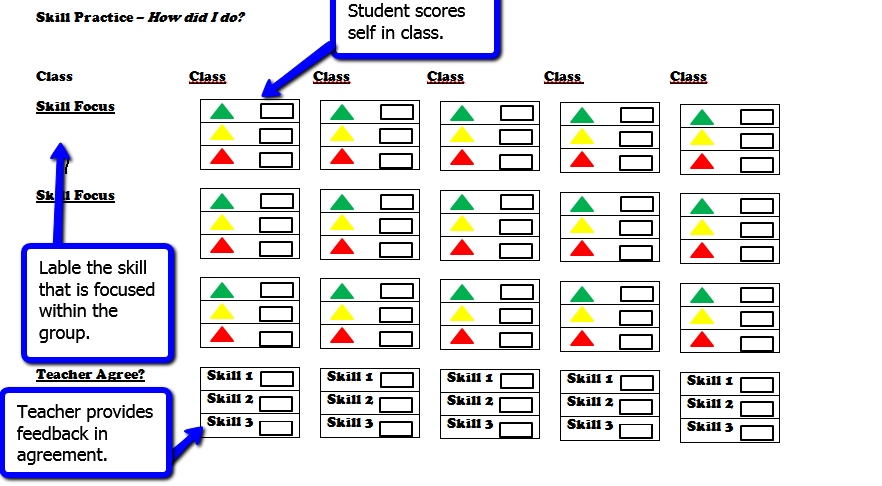 Skill Practice – How did I do?
Student scores
self in class.
Class Class Class Class Class Class
Skill Focus
Skill Focus
Lable the skill
that is focused
within the
group.
Teacher Agree?
Skill 1 Skill 1 Skill 1 Skill 1 Skill 1
Skill 2 Skill 2 Skill 2 Skill 2 Skill 2
Skill 3 Skill 3 Skill 3 Skill 3 Skill 3
Teacher provides
feedback in
agreement.